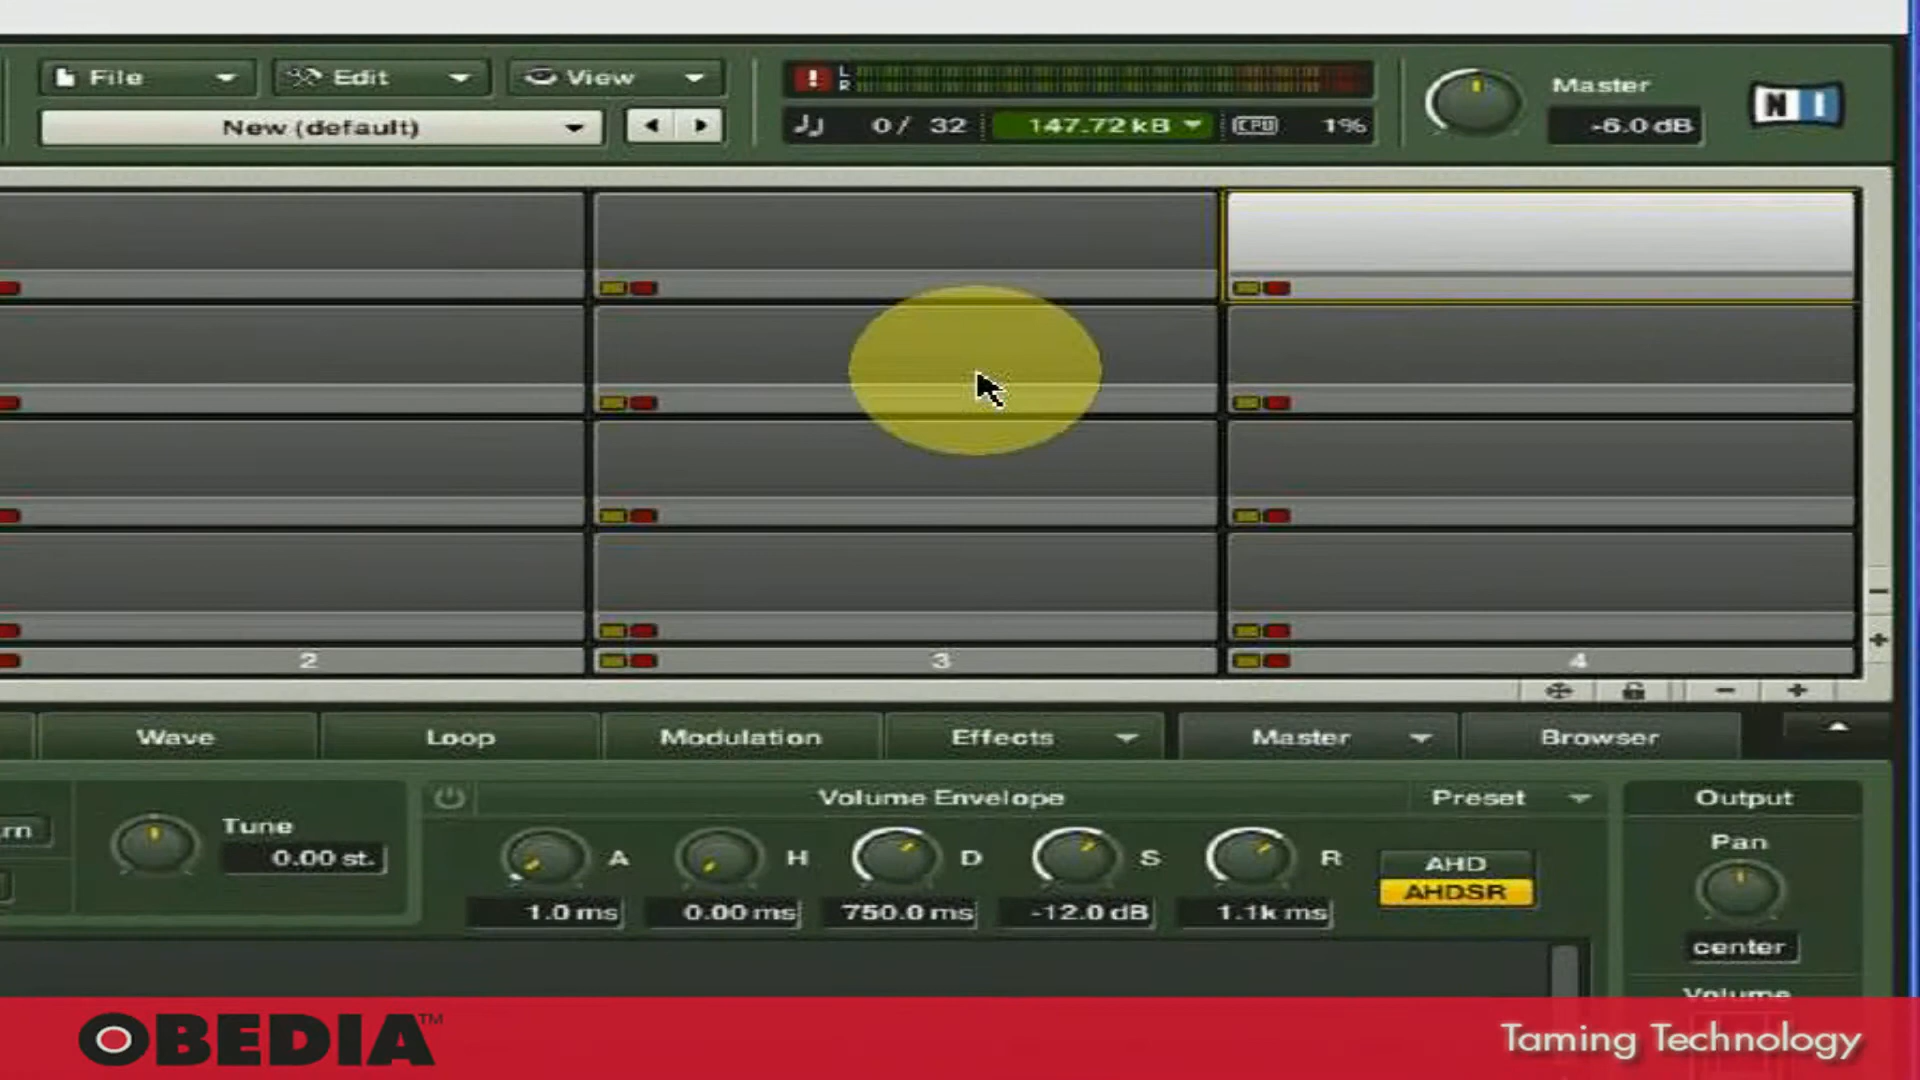 File Edit View
! L R
Master
New (default)
0 / 32 147.72 kB CPU 1%
-6.0 dB
NI
2 3 4
Wave Loop Modulation Effects Master Browser
Volume Envelope Preset Output
rn Tune 0.00 st.
A H D S R
AHD
AHDSR
1.0 ms 0.00 ms 750.0 ms -12.0 dB 1.1k ms
Pan
center
Volume
OBEDIA™
Taming Technology